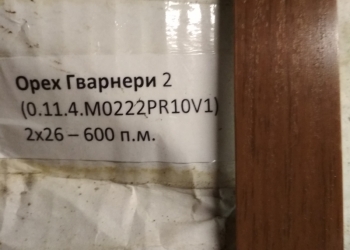 Орех Гварнери 2
(0.11.4.M0222PR10V1)
2x26 – 600 п.м.